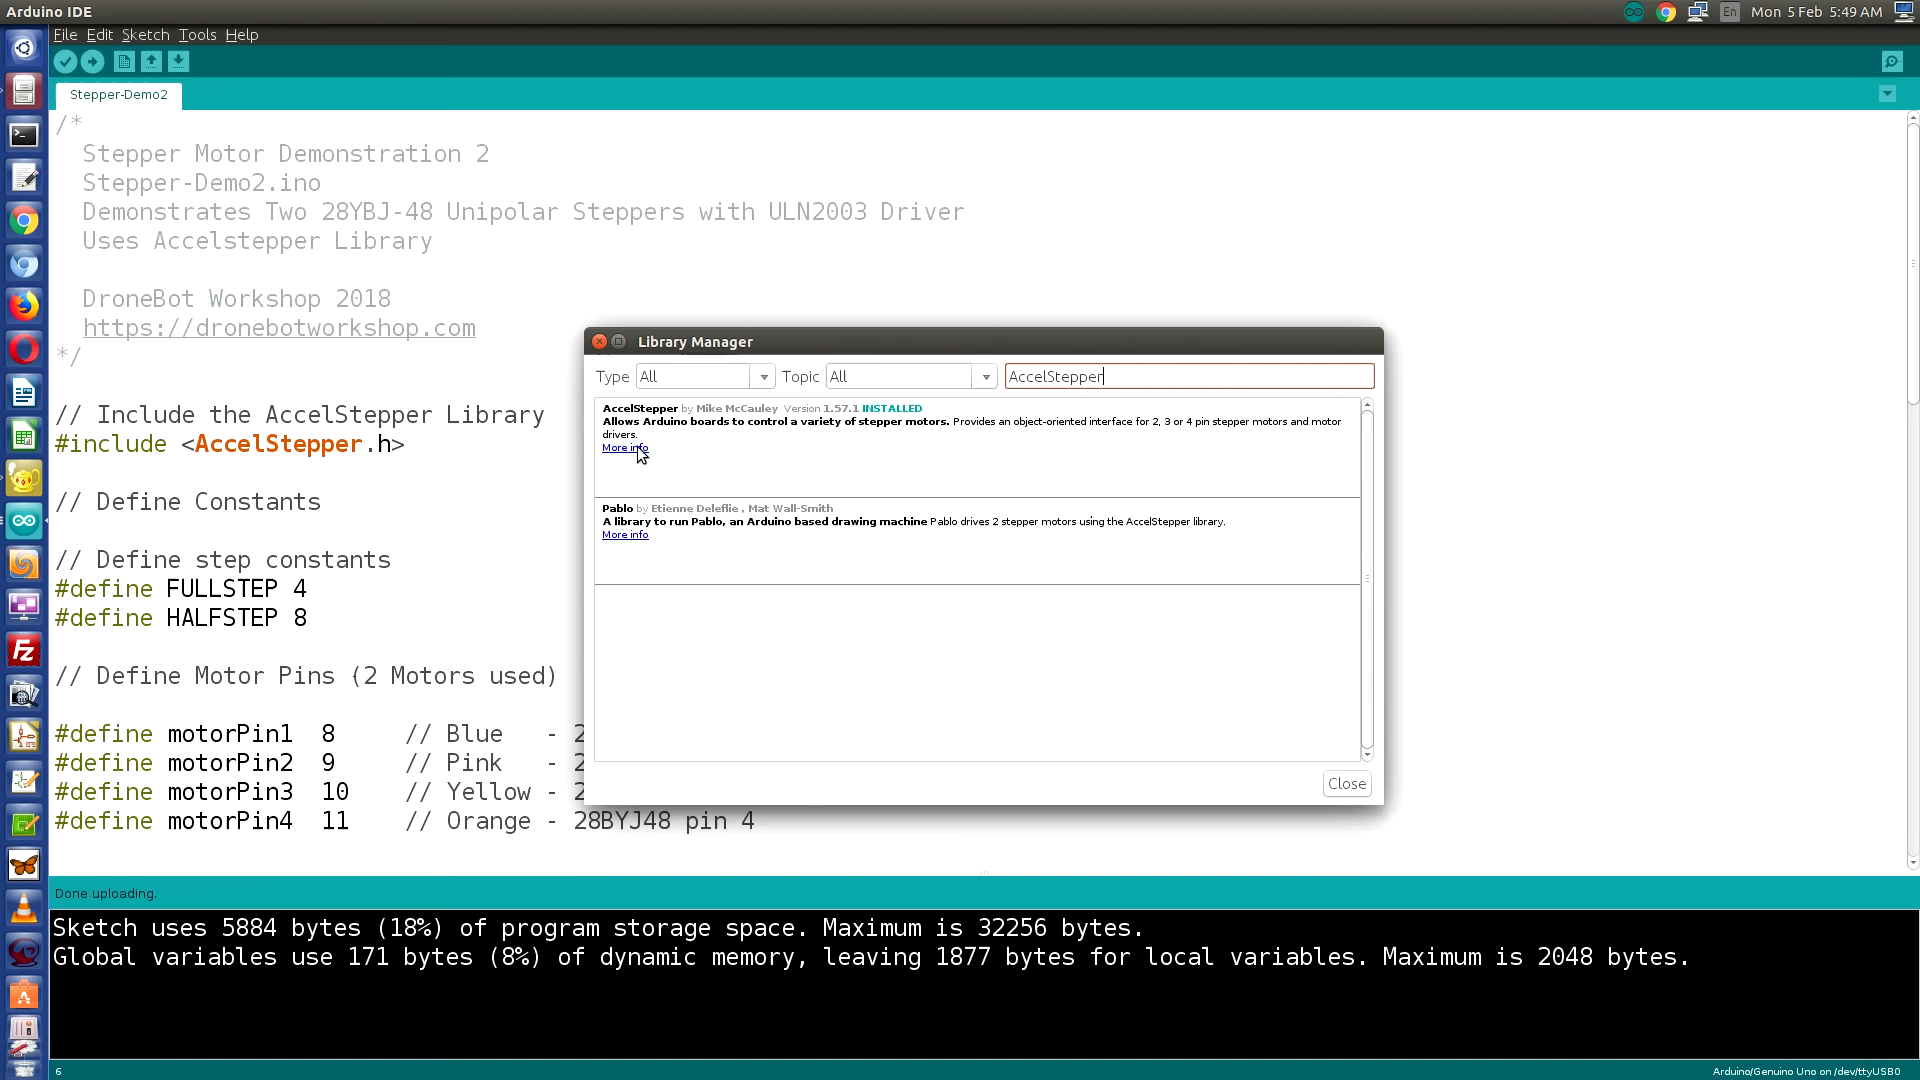 Arduino IDE
En
Mon 5 Feb 5:49 AM
File Edit Sketch Tools Help
Stepper-Demo2
/*
Stepper Motor Demonstration 2
Stepper-Demo2.ino
Demonstrates Two 28YBJ-48 Unipolar Steppers with ULN2003 Driver
Uses Accelstepper Library
DroneBot Workshop 2018
https://dronebotworkshop.com
*/
// Include the AccelStepper Library
#include <AccelStepper.h>
// Define Constants
// Define step constants
#define FULLSTEP 4
#define HALFSTEP 8
// Define Motor Pins (2 Motors used)
#define motorPin1 8 // Blue - 2
#define motorPin2 9 // Pink - 2
#define motorPin3 10 // Yellow - 2
#define motorPin4 11 // Orange - 28BYJ48 pin 4
Library Manager
Type All Topic All AccelStepper
AccelStepper by Mike McCauley Version 1.57.1 INSTALLED
Allows Arduino boards to control a variety of stepper motors. Provides an object-oriented interface for 2, 3 or 4 pin stepper motors and motor
drivers.
More info
Pablo by Etienne Deleflie , Mat Wall-Smith
A library to run Pablo, an Arduino based drawing machine Pablo drives 2 stepper motors using the AccelStepper library.
More info
Close
Done uploading.
Sketch uses 5884 bytes (18%) of program storage space. Maximum is 32256 bytes.
Global variables use 171 bytes (8%) of dynamic memory, leaving 1877 bytes for local variables. Maximum is 2048 bytes.
6
Arduino/Genuino Uno on /dev/ttyUSB0